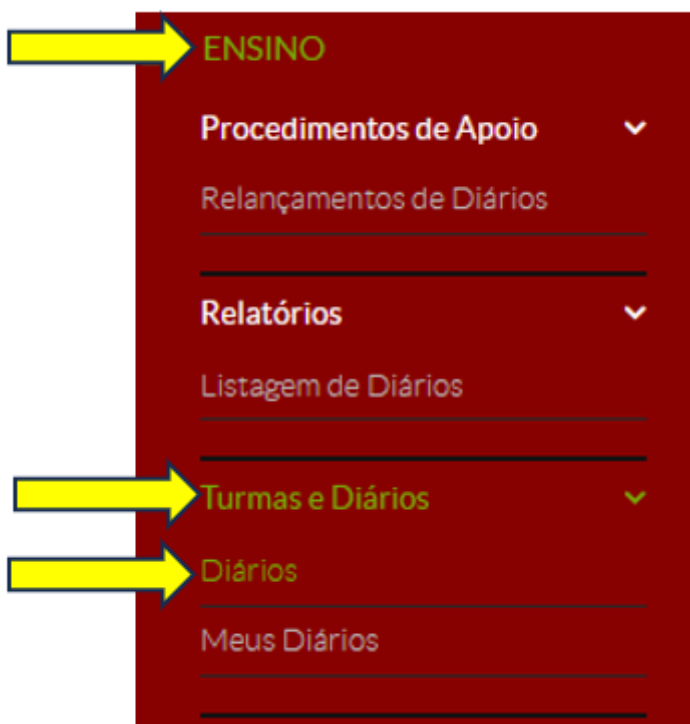 ENSINO
Procedimentos de Apoio
Relançamentos de Diários
Relatórios
Listagem de Diários
Turmas e Diários
Diários
Meus Diários